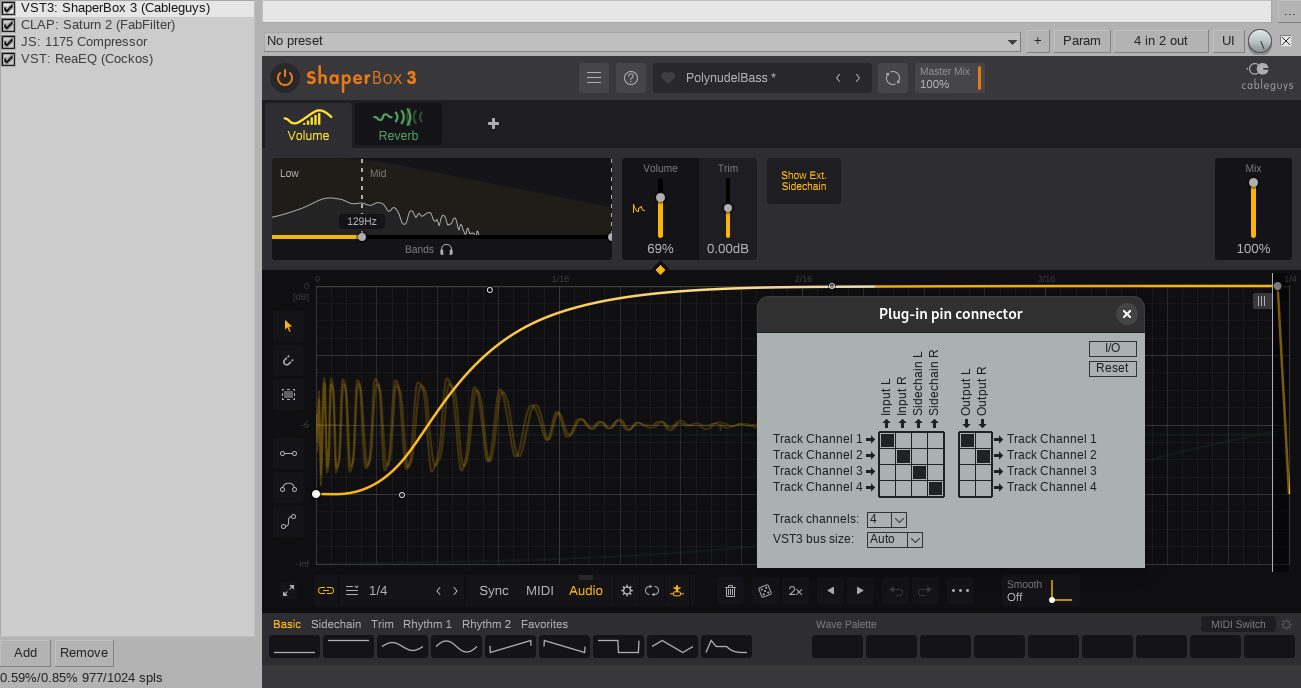 VST3: ShaperBox 3 (Cableguys)
CLAP: Saturn 2 (FabFilter)
JS: 1175 Compressor
VST: ReaEQ (Cockos)
Add
Remove
0.59%/0.85% 977/1024 spls
...
No preset
+
Param
4 in 2 out
UI
ShaperBox 3
PolynudelBass *
Master Mix
100%
cableguys
Volume
Reverb
Low
Mid
129Hz
Bands
Volume
69%
Trim
0.00dB
Show Ext.
Sidechain
Mix
100%
0
1/16
2/16
3/16
1/4
0
[dB]
-6
-inf
Plug-in pin connector
I/O
Reset
Input L
Input R
Sidechain L
Sidechain R
Output L
Output R
Track Channel 1
Track Channel 2
Track Channel 3
Track Channel 4
Track Channel 1
Track Channel 2
Track Channel 3
Track Channel 4
Track channels: 4
VST3 bus size: Auto
1/4
Sync
MIDI
Audio
2x
Smooth
Off
Basic
Sidechain
Trim
Rhythm 1
Rhythm 2
Favorites
Wave Palette
MIDI Switch